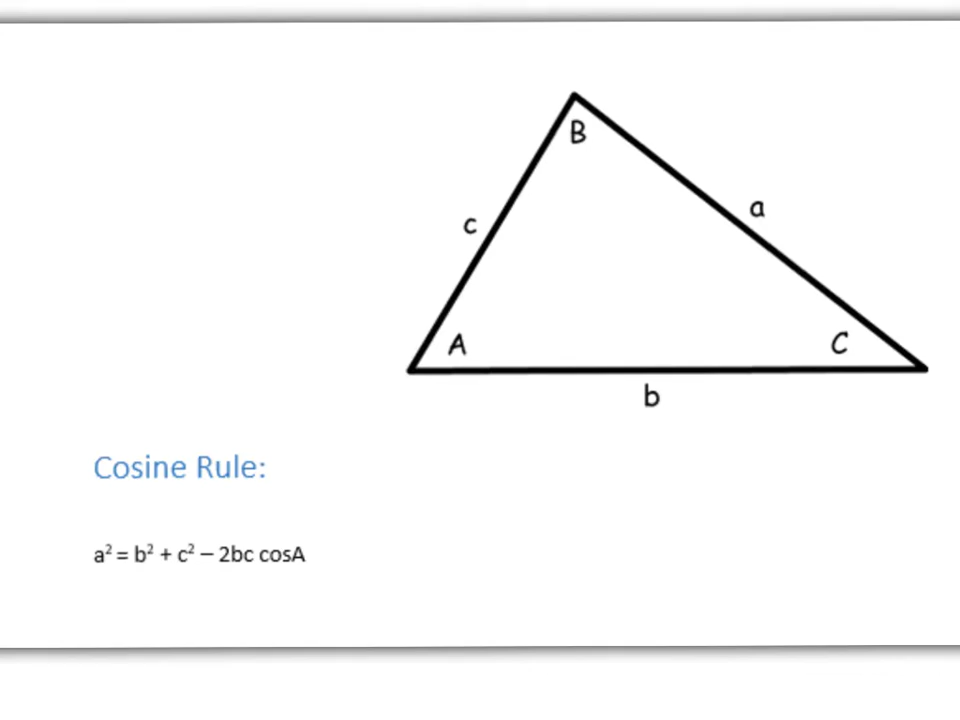 B
c
a
A
C
b
Cosine Rule:
a² = b² + c² – 2bc cosA